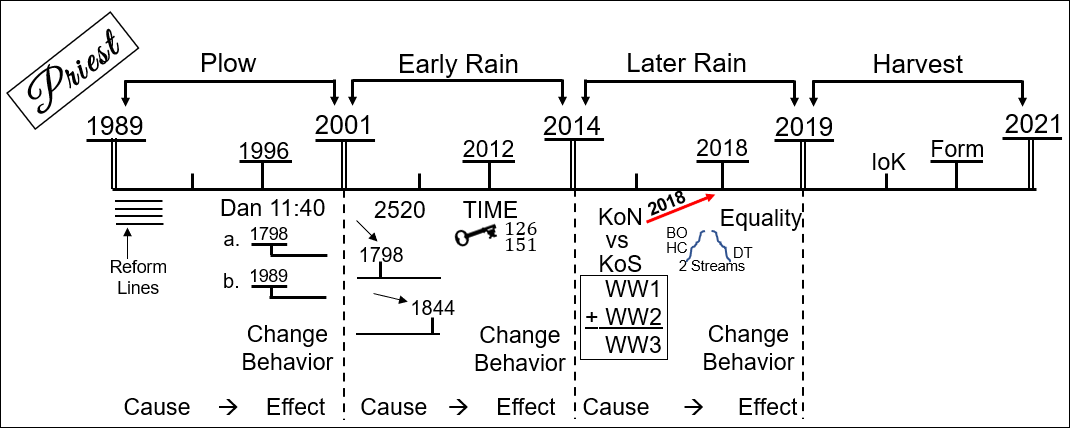 Priest
Plow
Early Rain
Later Rain
Harvest
1989
2001
2014
2019
2021
1996
2012
2018
IoK
Form
Reform
Lines
Dan 11:40
a. 1798
b. 1989
Change
Behavior
Cause → Effect
2520
1798
1844
TIME
126
151
Change
Behavior
Cause → Effect
KoN
vs
KoS
2018
WW1
+ WW2
WW3
Equality
BO
HC
DT
2 Streams
Change
Behavior
Cause → Effect